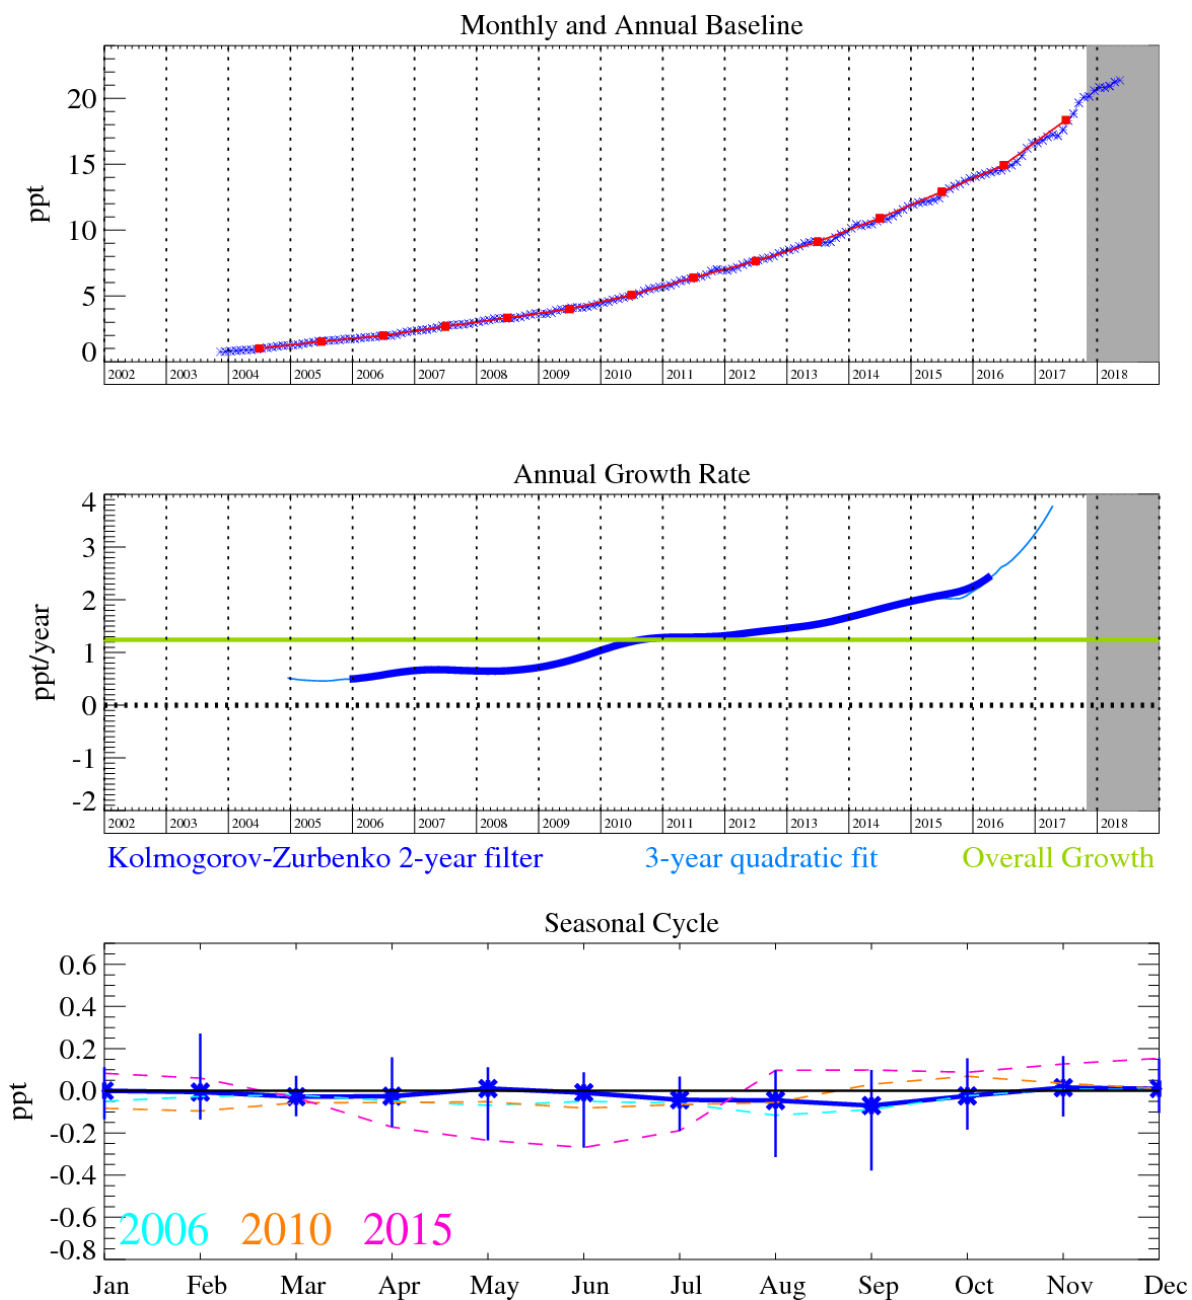 Monthly and Annual Baseline
20
15
10
5
0
ppt
2002 2003 2004 2005 2006 2007 2008 2009 2010 2011 2012 2013 2014 2015 2016 2017 2018
Annual Growth Rate
4
3
2
1
0
-1
-2
ppt/year
2002 2003 2004 2005 2006 2007 2008 2009 2010 2011 2012 2013 2014 2015 2016 2017 2018
Kolmogorov-Zurbenko 2-year filter 3-year quadratic fit Overall Growth
Seasonal Cycle
0.6
0.4
0.2
0.0
-0.2
-0.4
-0.6
-0.8
ppt
2006 2010 2015
Jan Feb Mar Apr May Jun Jul Aug Sep Oct Nov Dec